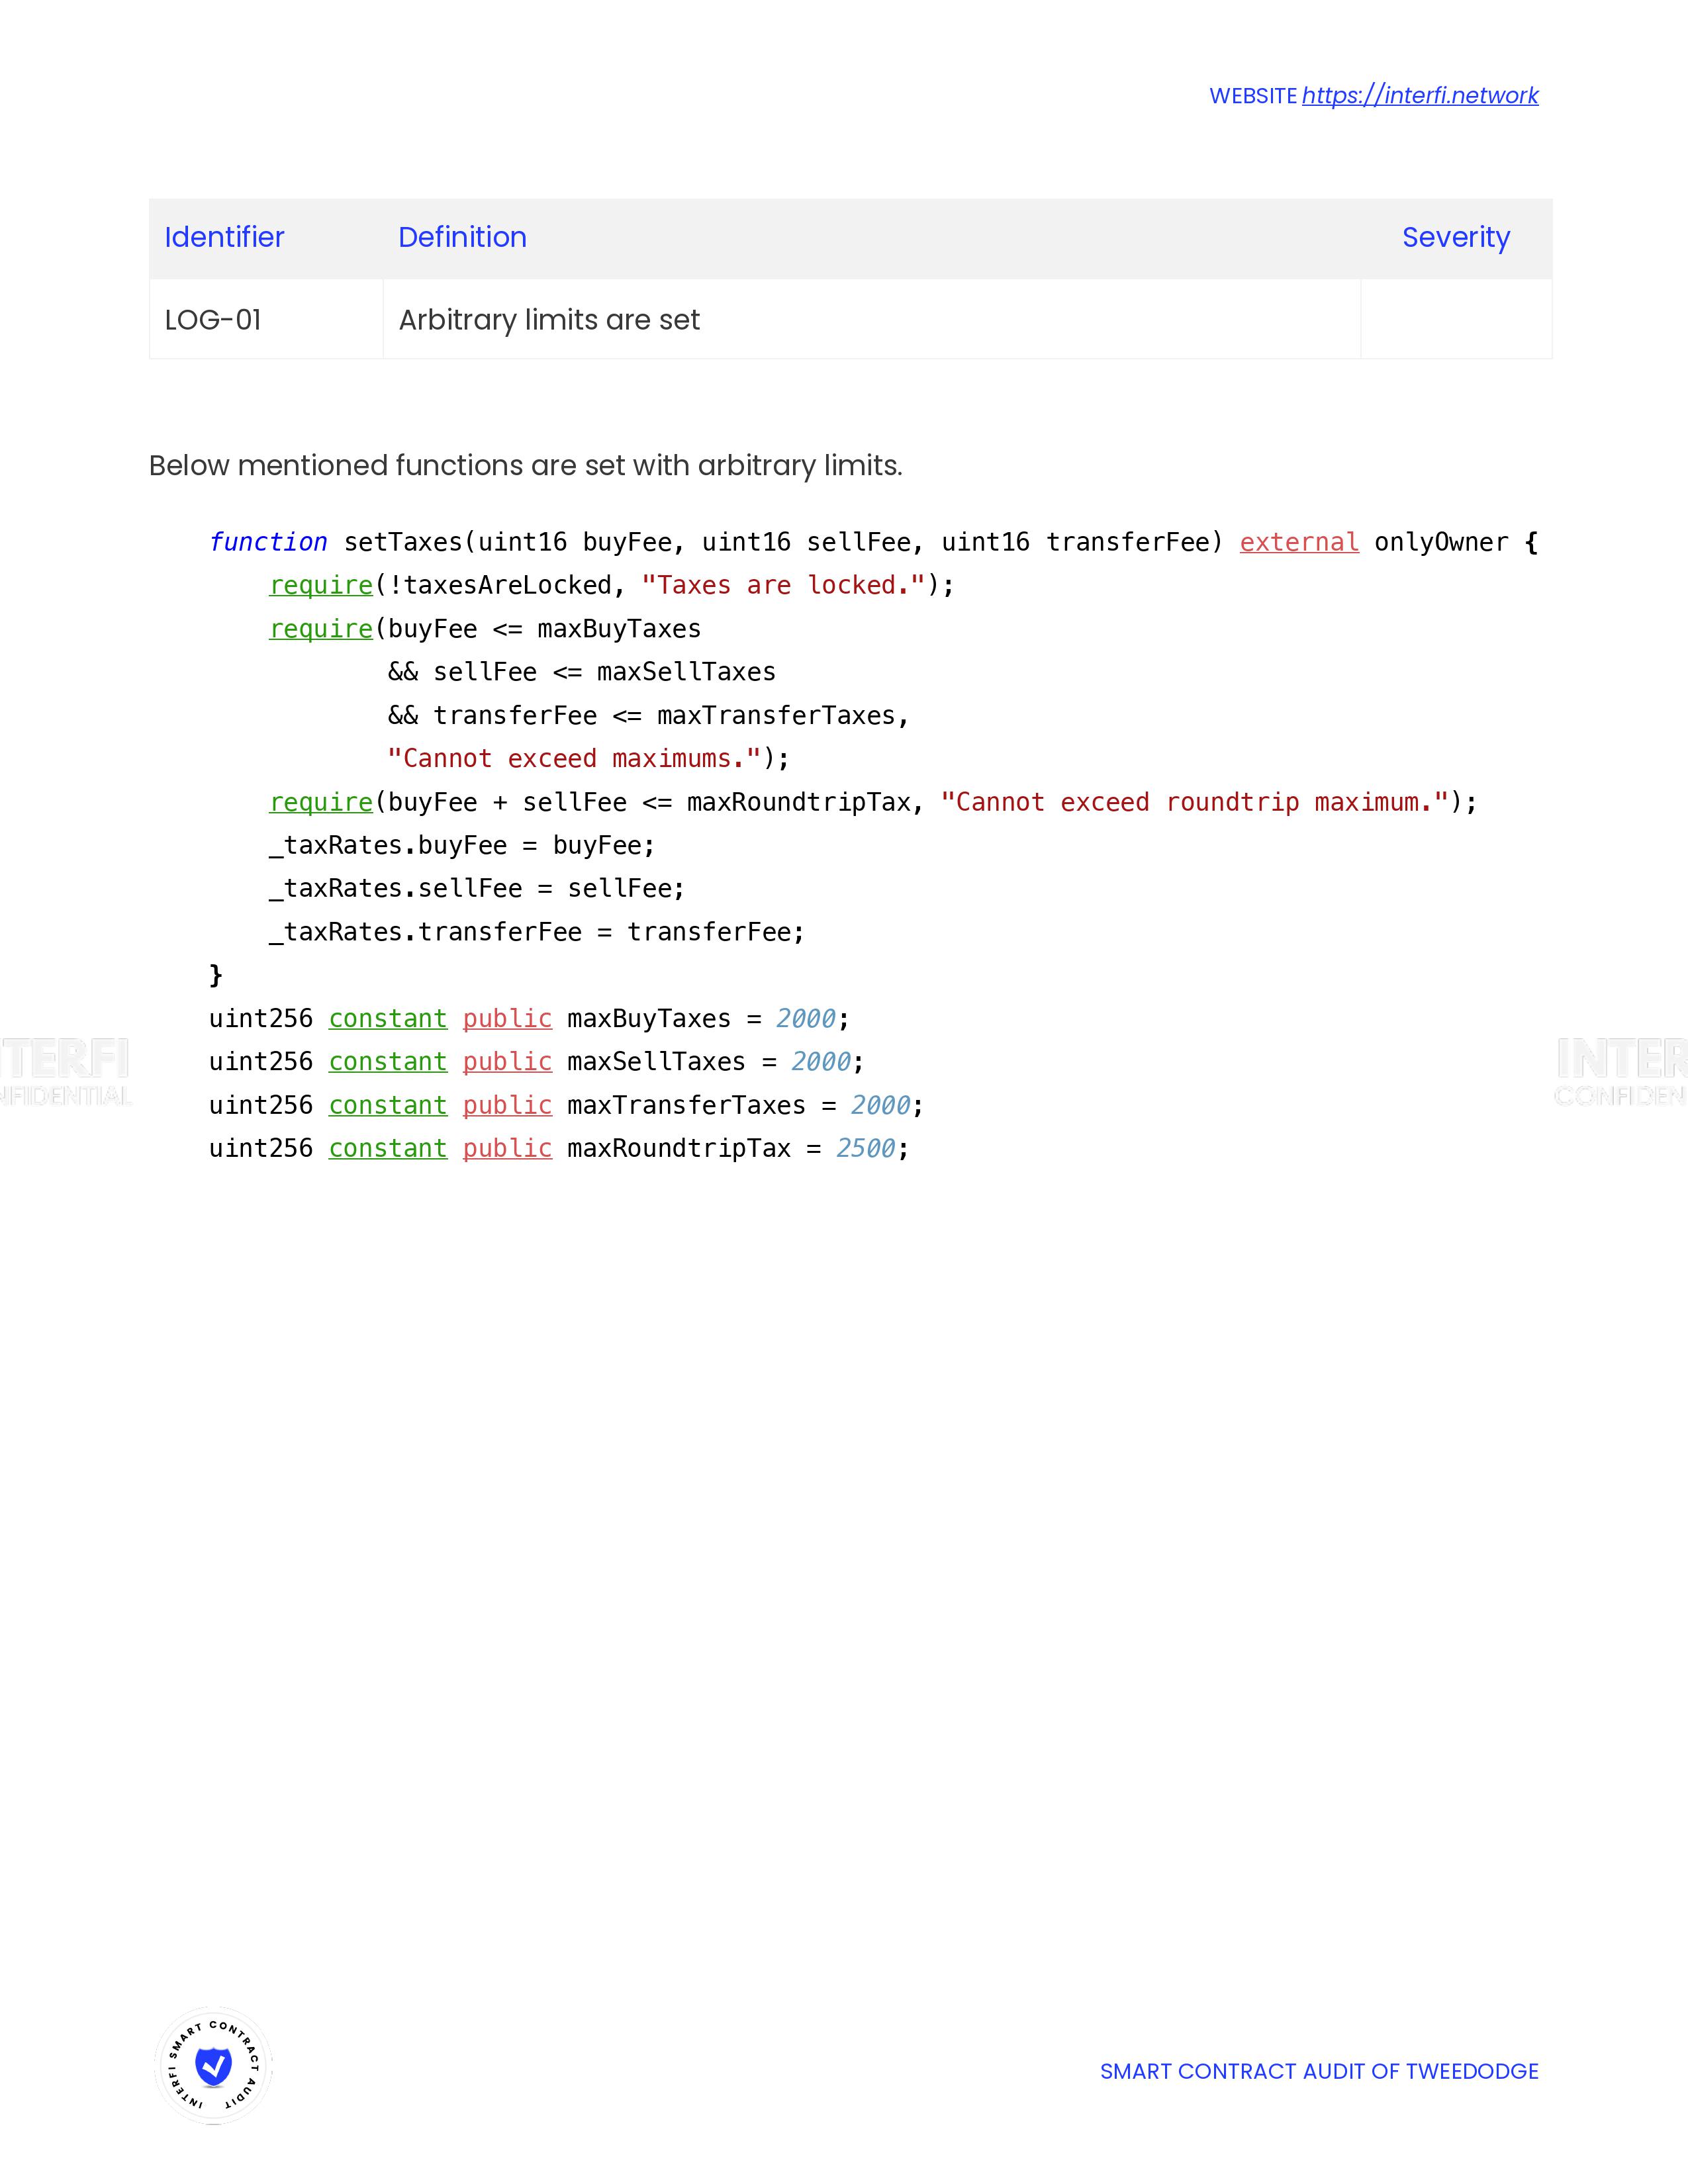 WEBSITE https://interfi.network
Identifier Definition Severity
LOG-01 Arbitrary limits are set
Below mentioned functions are set with arbitrary limits.
function setTaxes(uint16 buyFee, uint16 sellFee, uint16 transferFee) external onlyOwner {
    require(!taxesAreLocked, "Taxes are locked.");
    require(buyFee <= maxBuyTaxes
            && sellFee <= maxSellTaxes
            && transferFee <= maxTransferTaxes,
            "Cannot exceed maximums.");
    require(buyFee + sellFee <= maxRoundtripTax, "Cannot exceed roundtrip maximum.");
    _taxRates.buyFee = buyFee;
    _taxRates.sellFee = sellFee;
    _taxRates.transferFee = transferFee;
}
uint256 constant public maxBuyTaxes = 2000;
uint256 constant public maxSellTaxes = 2000;
uint256 constant public maxTransferTaxes = 2000;
uint256 constant public maxRoundtripTax = 2500;
TERFI
NFIDENTIAL
INTER
CONFIDEN
INTERFI SMART CONTRACT AUDIT
SMART CONTRACT AUDIT OF TWEEDODGE